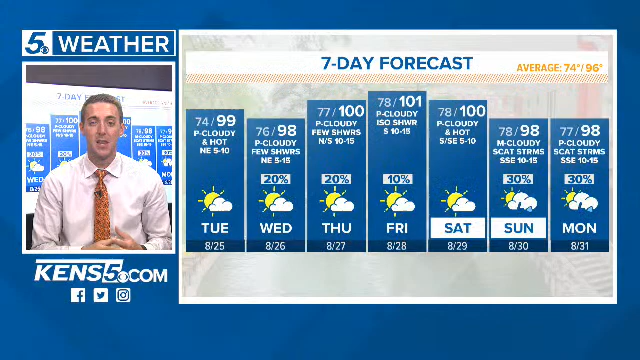 5 WEATHER
7-DAY FORECAST
AVERAGE: 74°/96°
74/99
P-CLOUDY
& HOT
NE 5-10
TUE
8/25
76/98
P-CLOUDY
FEW SHWRS
NE 5-15
20%
WED
8/26
77/100
P-CLOUDY
FEW SHWRS
N/S 10-15
20%
THU
8/27
78/101
P-CLOUDY
ISO SHWR
S 10-15
10%
FRI
8/28
78/100
P-CLOUDY
& HOT
S/SE 5-10
SAT
8/29
78/98
M-CLOUDY
SCAT STRMS
SSE 10-15
30%
SUN
8/30
77/98
P-CLOUDY
SCAT STRMS
SSE 10-15
30%
MON
8/31
7-DAY FORECAST
WED
KENS5.COM